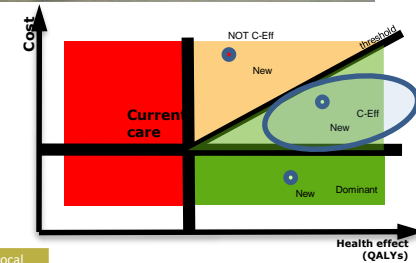 Cost
NOT C-Eff
threshold
New
Current
care
C-Eff
New
New
Dominant
Health effect
(QALYs)
ocal